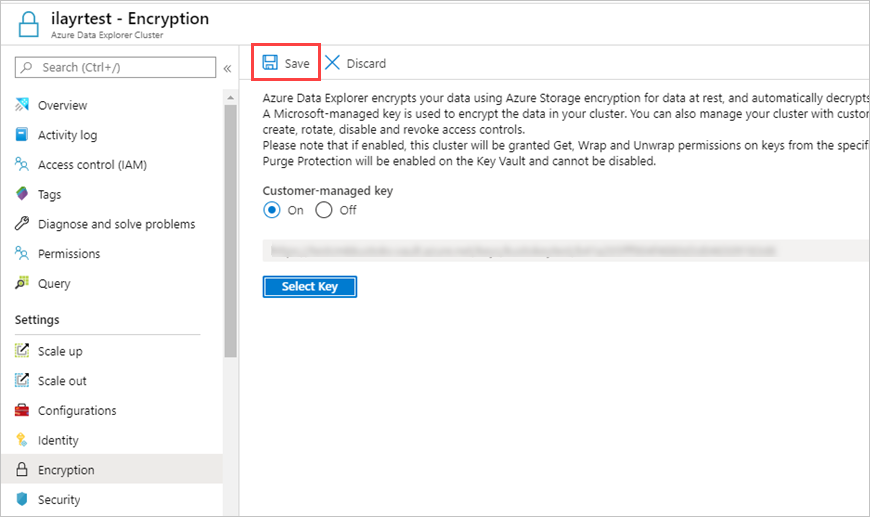 ilayrtest - Encryption
Azure Data Explorer Cluster
Search (Ctrl+/)
«
Save
Discard
Overview
Activity log
Access control (IAM)
Tags
Diagnose and solve problems
Permissions
Query
Settings
Scale up
Scale out
Configurations
Identity
Encryption
Security
Azure Data Explorer encrypts your data using Azure Storage encryption for data at rest, and automatically decrypts
A Microsoft-managed key is used to encrypt the data in your cluster. You can also manage your cluster with custom
create, rotate, disable and revoke access controls.
Please note that if enabled, this cluster will be granted Get, Wrap and Unwrap permissions on keys from the specif
Purge Protection will be enabled on the Key Vault and cannot be disabled.
Customer-managed key
On Off
Select Key